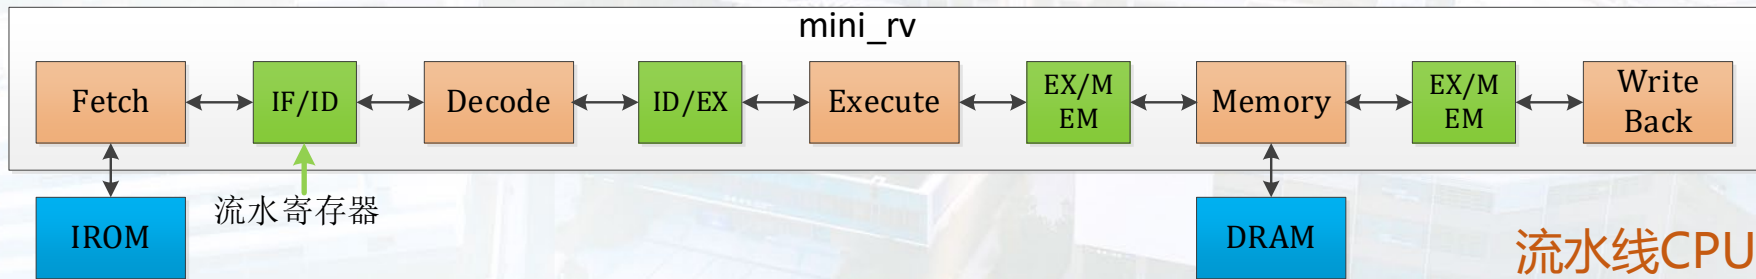 mini_rv
Fetch
IF/ID
Decode
ID/EX
Execute
EX/M
EM
Memory
EX/M
EM
Write
Back
IROM
流水寄存器
DRAM
流水线CPU